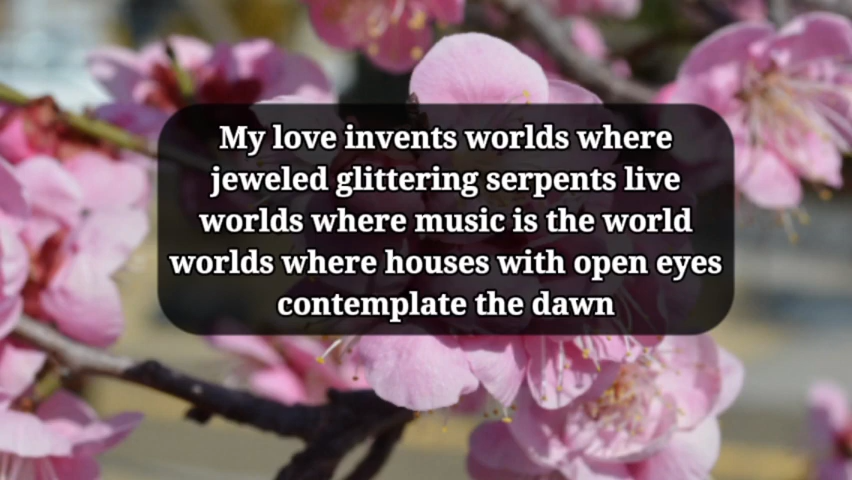 My love invents worlds where
jeweled glittering serpents live
worlds where music is the world
worlds where houses with open eyes
contemplate the dawn